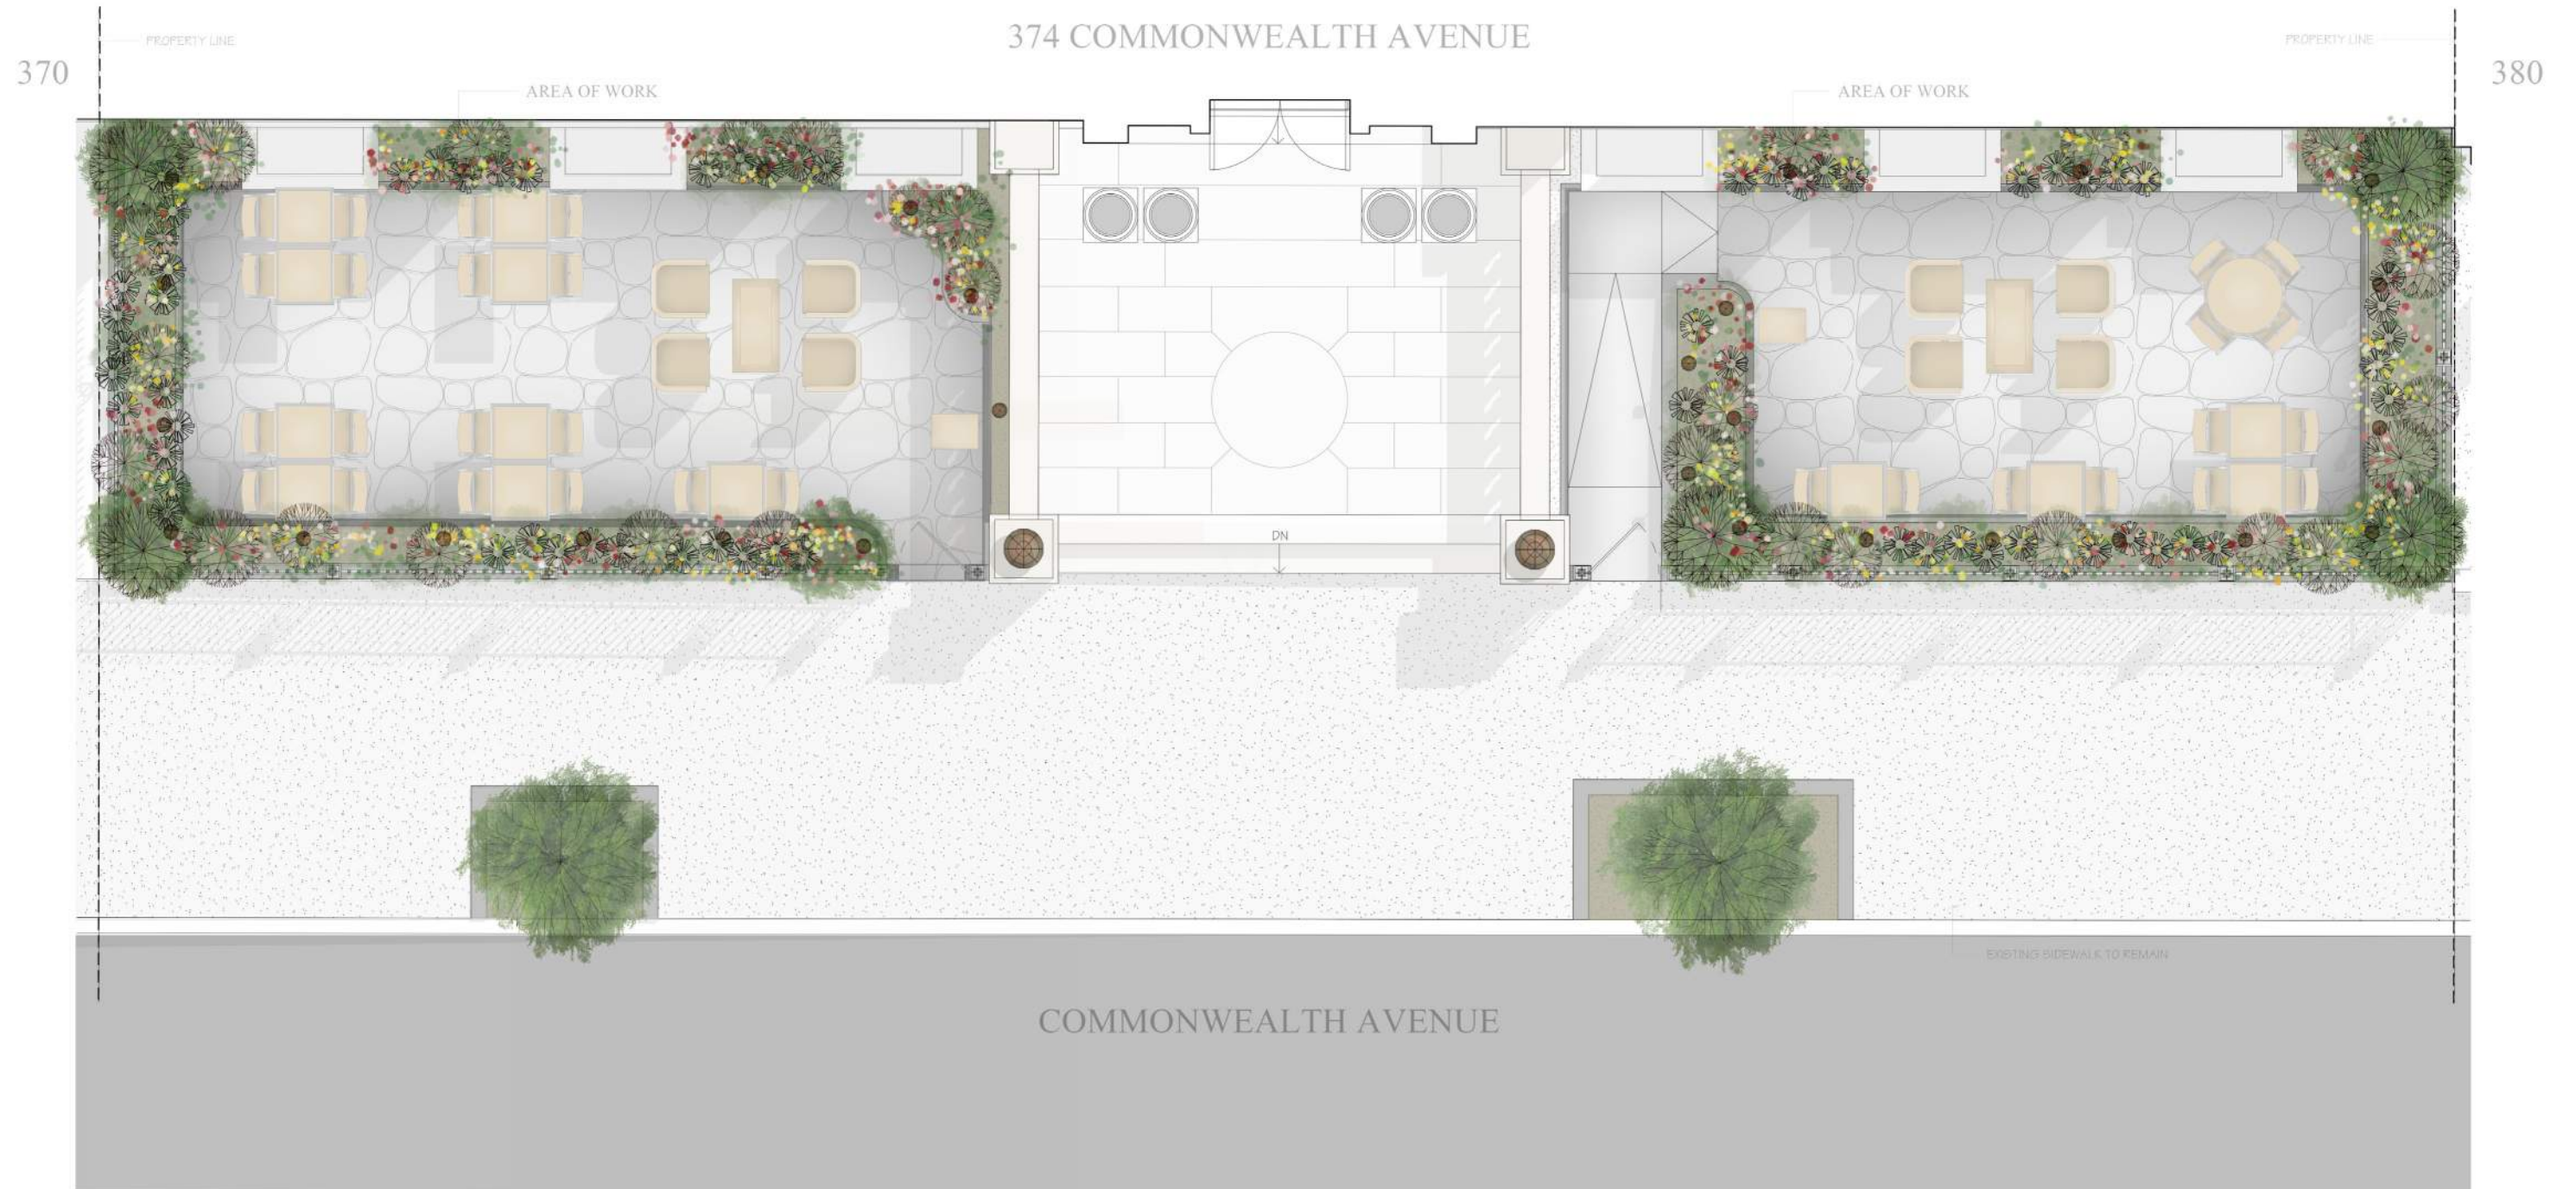 374 COMMONWEALTH AVENUE
PROPERTY LINE
PROPERTY LINE
370
380
AREA OF WORK
AREA OF WORK
DN
EXISTING SIDEWALK TO REMAIN
COMMONWEALTH AVENUE